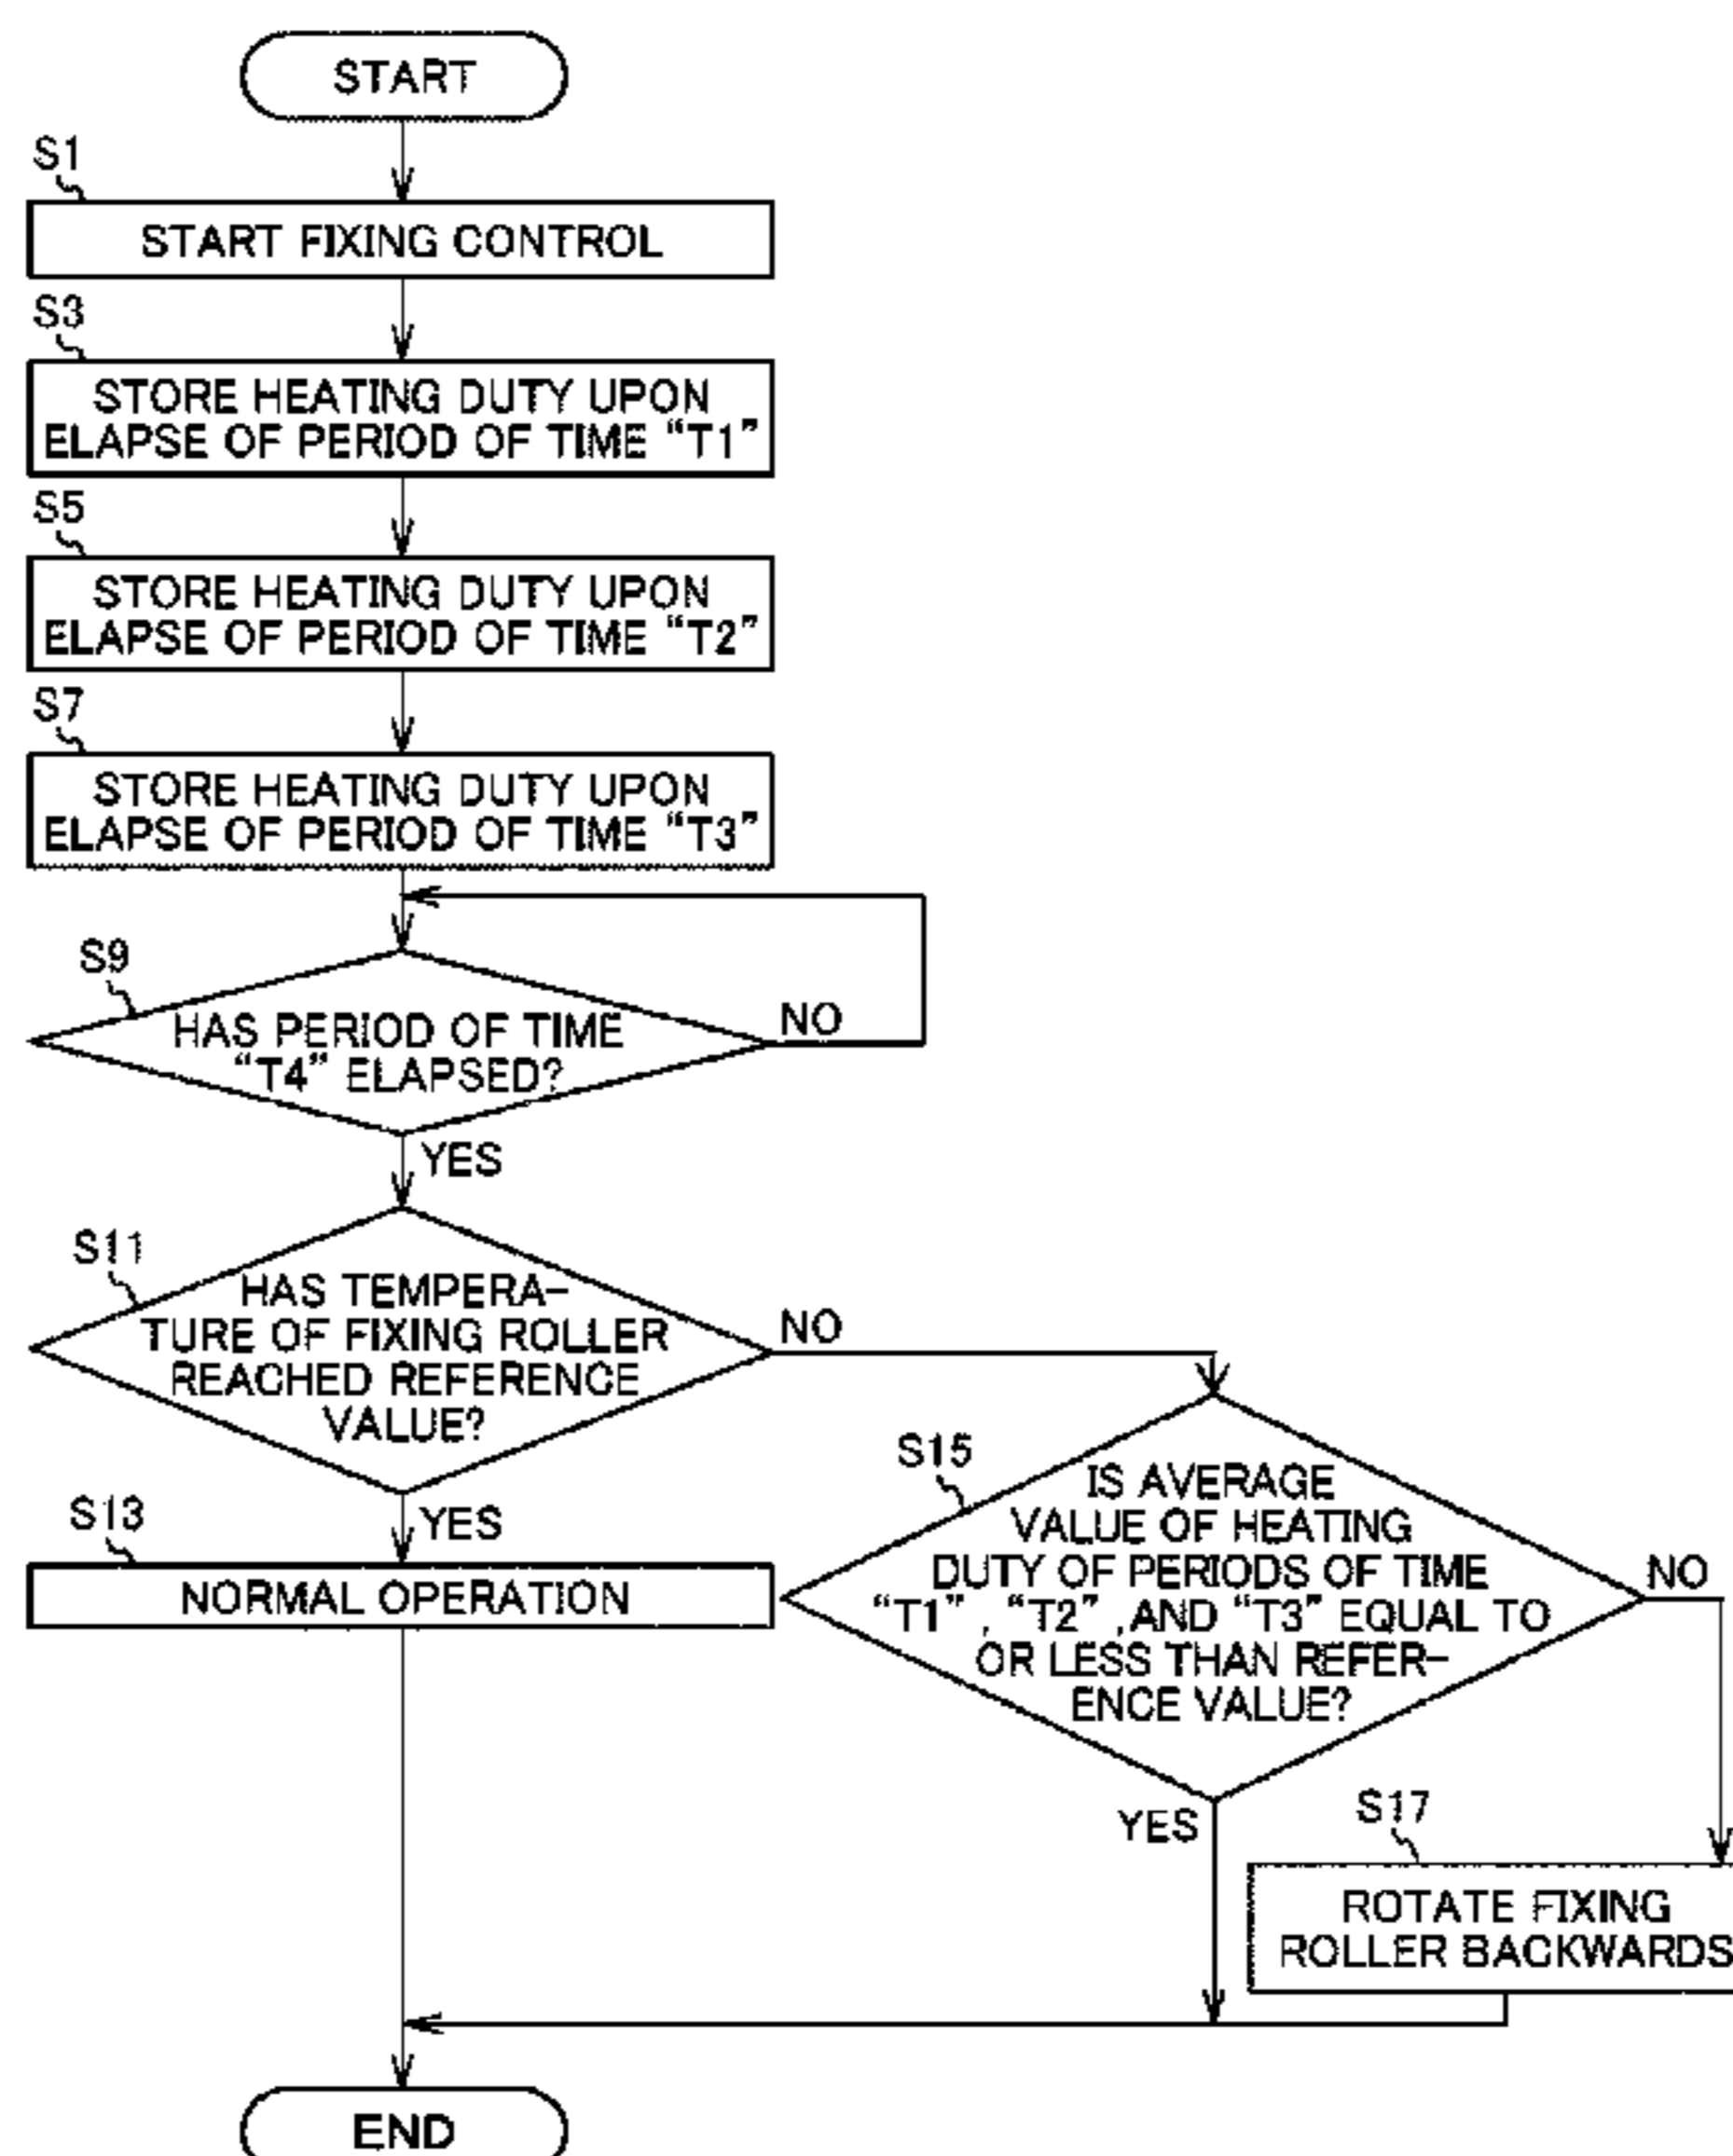 START
S1
START FIXING CONTROL
S3
STORE HEATING DUTY UPON
ELAPSE OF PERIOD OF TIME “T1”
S5
STORE HEATING DUTY UPON
ELAPSE OF PERIOD OF TIME “T2”
S7
STORE HEATING DUTY UPON
ELAPSE OF PERIOD OF TIME “T3”
S9
HAS PERIOD OF TIME
“T4” ELAPSED?
NO
YES
S11
HAS TEMPERA-
TURE OF FIXING ROLLER
REACHED REFERENCE
VALUE?
NO
YES
S13
NORMAL OPERATION
S15
IS AVERAGE
VALUE OF HEATING
DUTY OF PERIODS OF TIME
“T1”, “T2”, AND “T3” EQUAL TO
OR LESS THAN REFER-
ENCE VALUE?
NO
YES
S17
ROTATE FIXING
ROLLER BACKWARDS
END